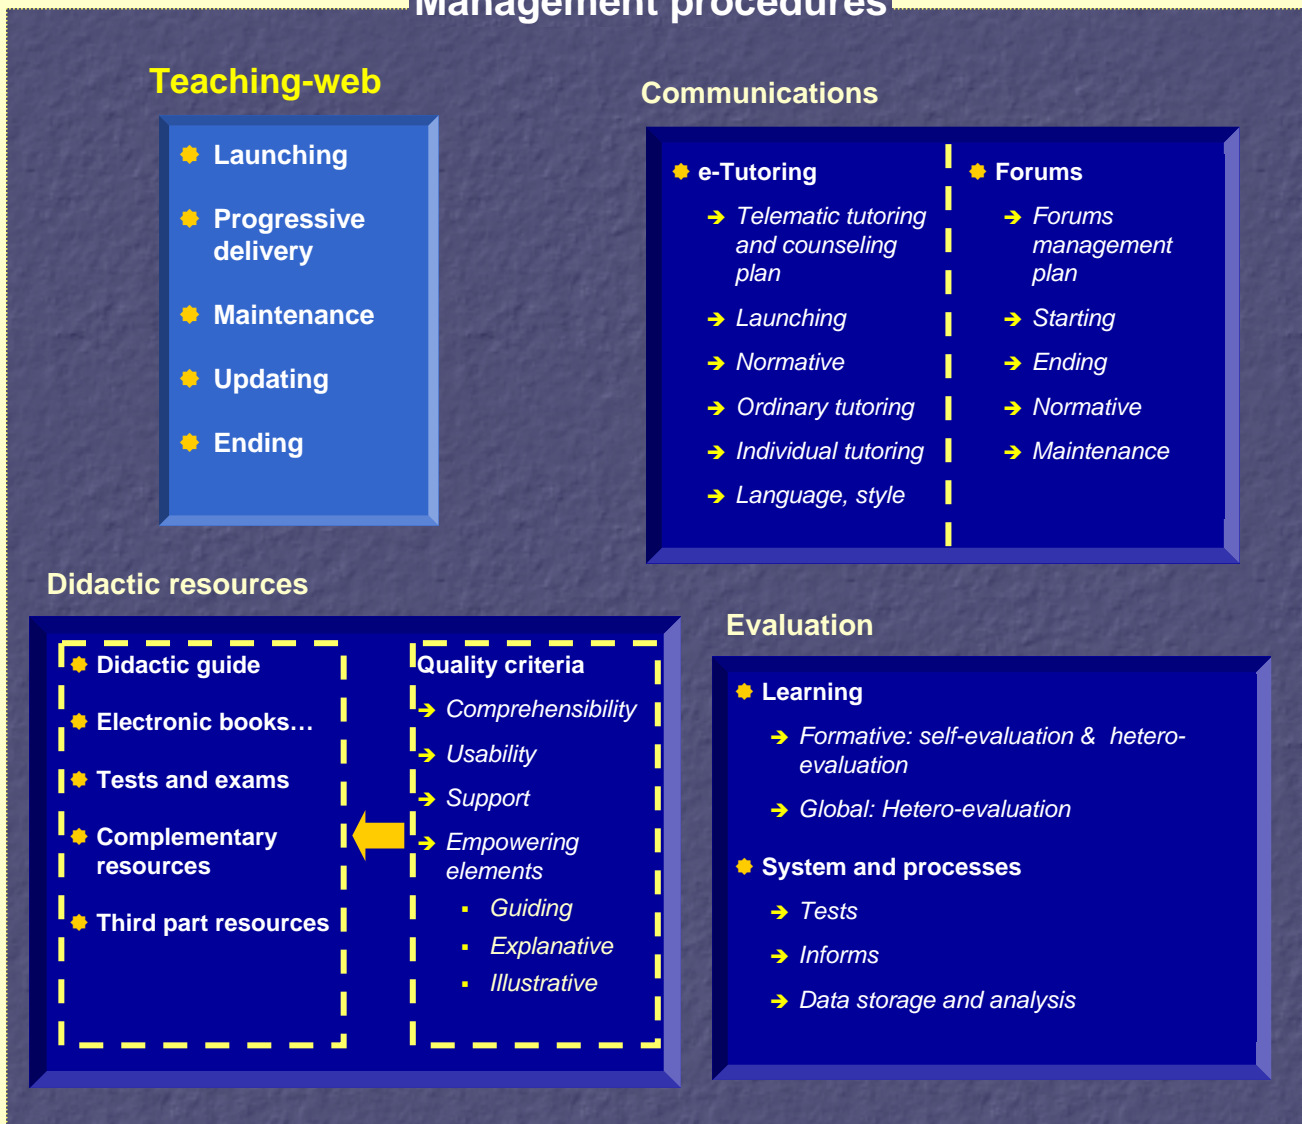 Management procedures
Teaching-web
Launching
Progressive
delivery
Maintenance
Updating
Ending
Communications
e-Tutoring
Telematic tutoring
and counseling
plan
Launching
Normative
Ordinary tutoring
Individual tutoring
Language, style
Forums
Forums
management
plan
Starting
Ending
Normative
Maintenance
Didactic resources
Didactic guide
Electronic books…
Tests and exams
Complementary
resources
Third part resources
Quality criteria
Comprehensibility
Usability
Support
Empowering
elements
Guiding
Explanative
Illustrative
Evaluation
Learning
Formative: self-evaluation &  hetero-
evaluation
Global: Hetero-evaluation
System and processes
Tests
Informs
Data storage and analysis